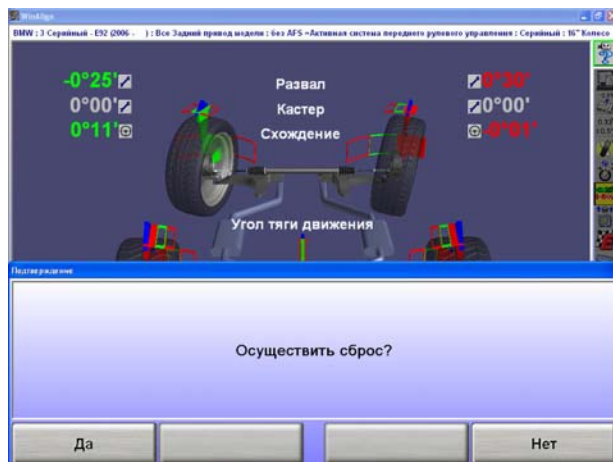 WinAlign
BMW : 3 Серийный - E92 (2006 -    ) : Все Задний привод модели : без AFS =Активная система переднего рулевого управления : Серийный : 16" Колесо
-0°25' Развал 0°30'
0°00' Кастер 0°00'
0°11' Схождение -0°01'
Угол тяги движения
Подтверждение
Осуществить сброс?
Да
Нет